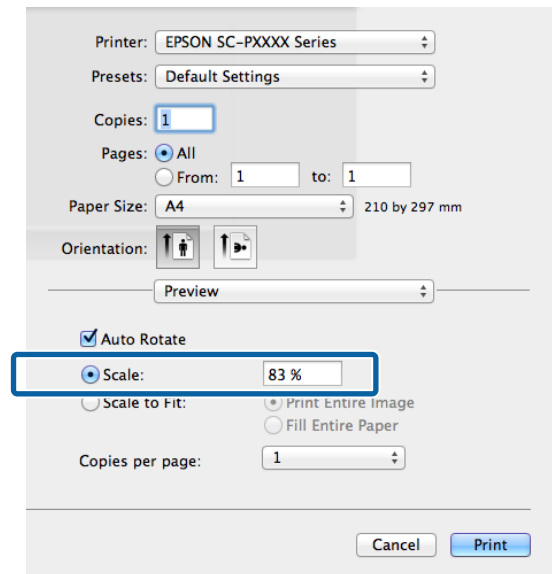 Printer: EPSON SC-PXXXX Series
Presets: Default Settings
Copies: 1
Pages: All
From: 1 to: 1
Paper Size: A4 210 by 297 mm
Orientation:
Preview
Auto Rotate
Scale: 83 %
Scale to Fit: Print Entire Image
Fill Entire Paper
Copies per page: 1
Cancel Print